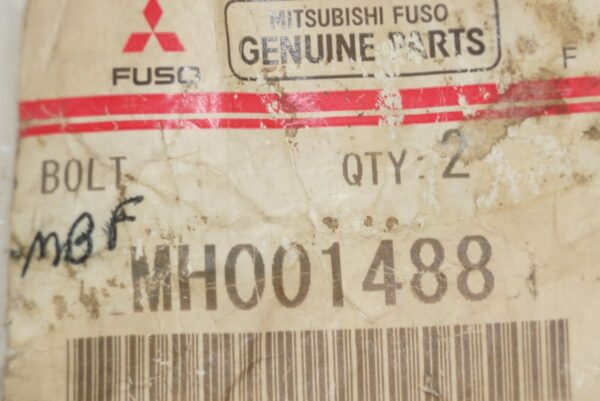 MITSUBISHI FUSO
GENUINE PARTS
FUSO
F
BOLT QTY 2
MBF
MH001488